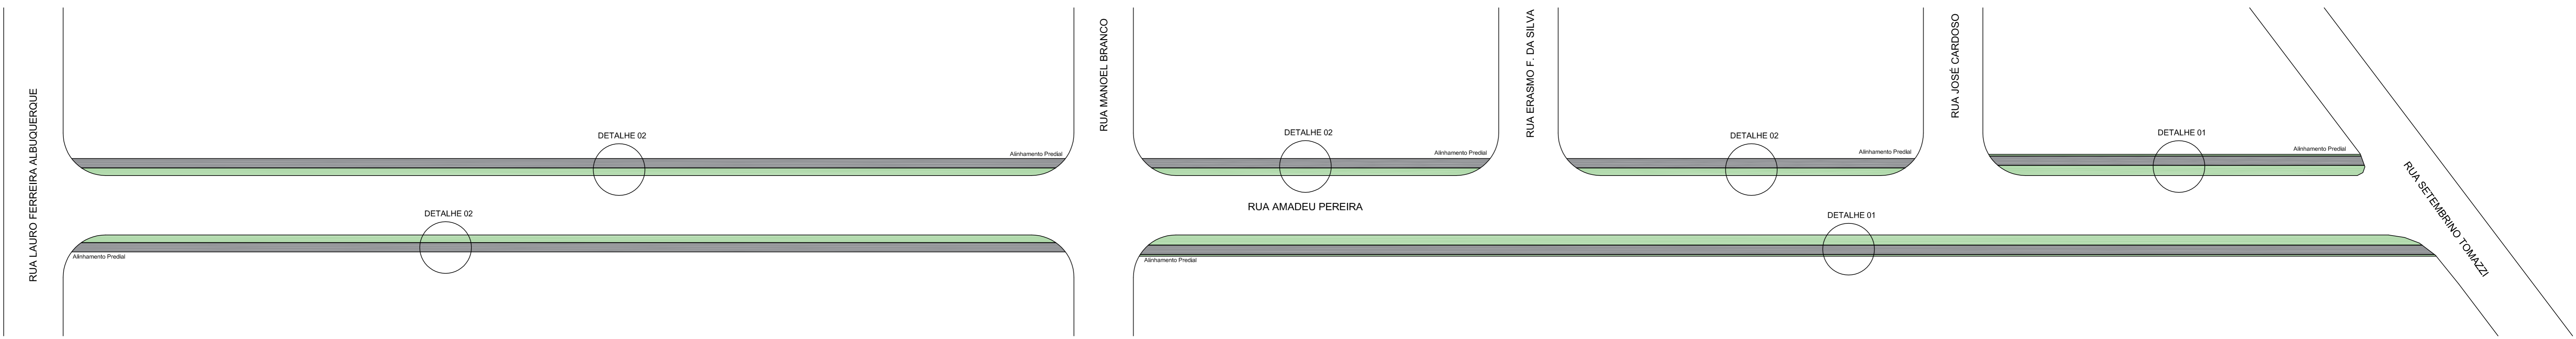 RUA LAURO FERREIRA ALBUQUERQUE
DETALHE 02
Alinhamento Predial
RUA MANOEL BRANCO
DETALHE 02
Alinhamento Predial
RUA ERASMO F. DA SILVA
DETALHE 02
Alinhamento Predial
RUA JOSÉ CARDOSO
DETALHE 01
Alinhamento Predial
RUA SETEMBRINO TOMAZZI
RUA AMADEU PEREIRA
DETALHE 02
Alinhamento Predial
DETALHE 01
Alinhamento Predial